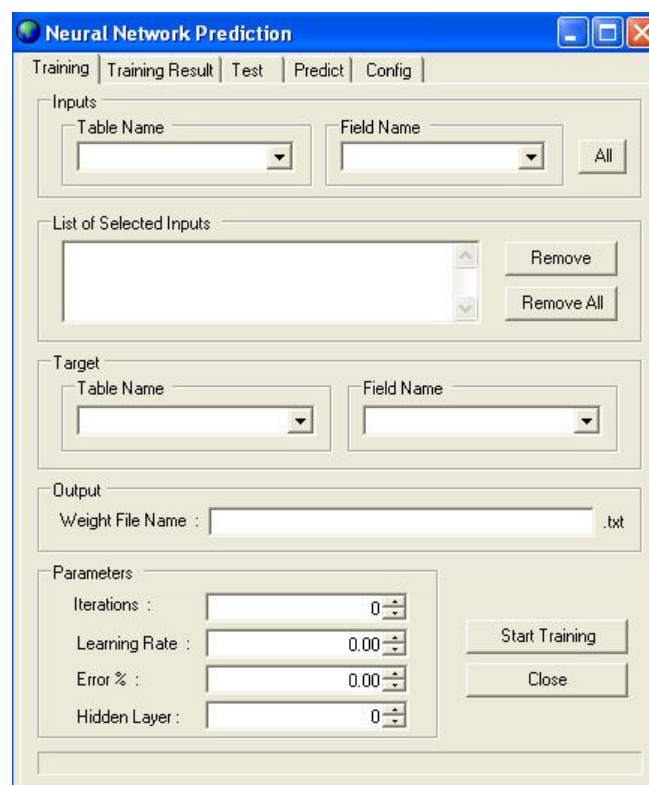 Neural Network Prediction
Training Training Result Test Predict Config
Inputs
Table Name Field Name
All
List of Selected Inputs
Remove
Remove All
Target
Table Name Field Name
Output
Weight File Name : .txt
Parameters
Iterations : 0
Learning Rate : 0.00
Error % : 0.00
Hidden Layer : 0
Start Training
Close